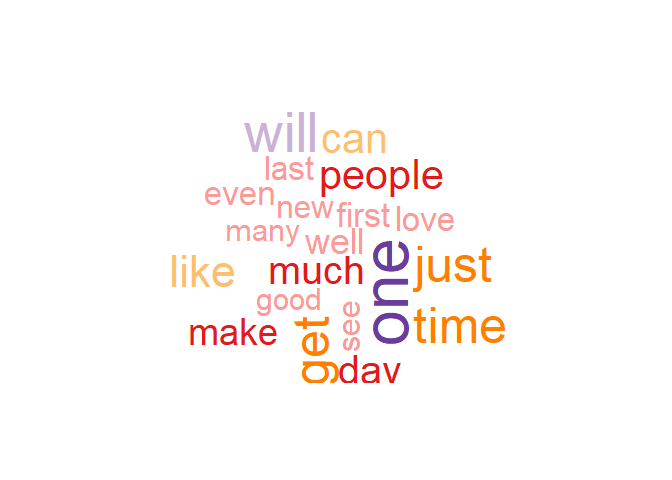 will can
last people
even new first love
many well
like much one just
good see
make get time
day